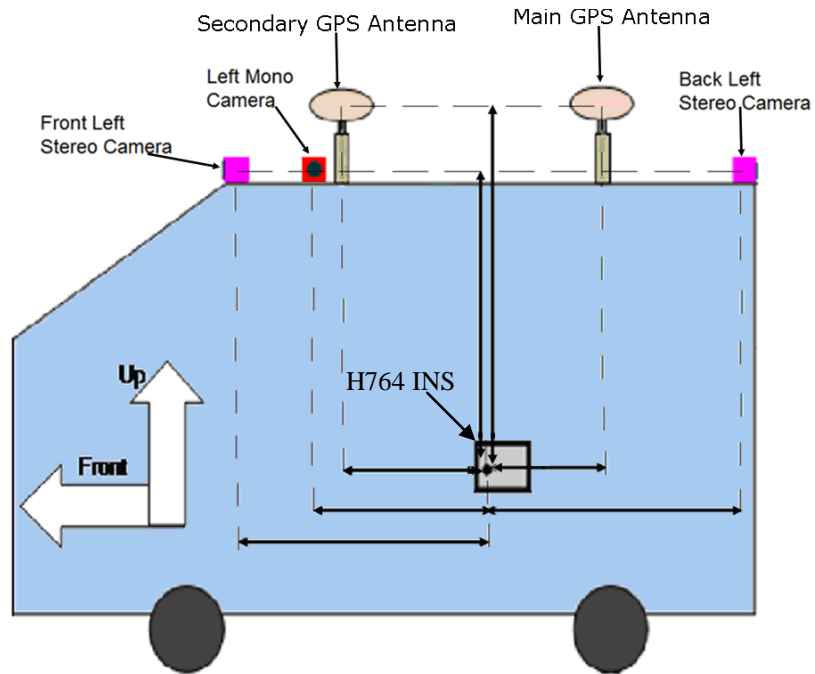 Secondary GPS Antenna
Main GPS Antenna
Left Mono
Camera
Back Left
Stereo Camera
Front Left
Stereo Camera
H764 INS
Up
Front